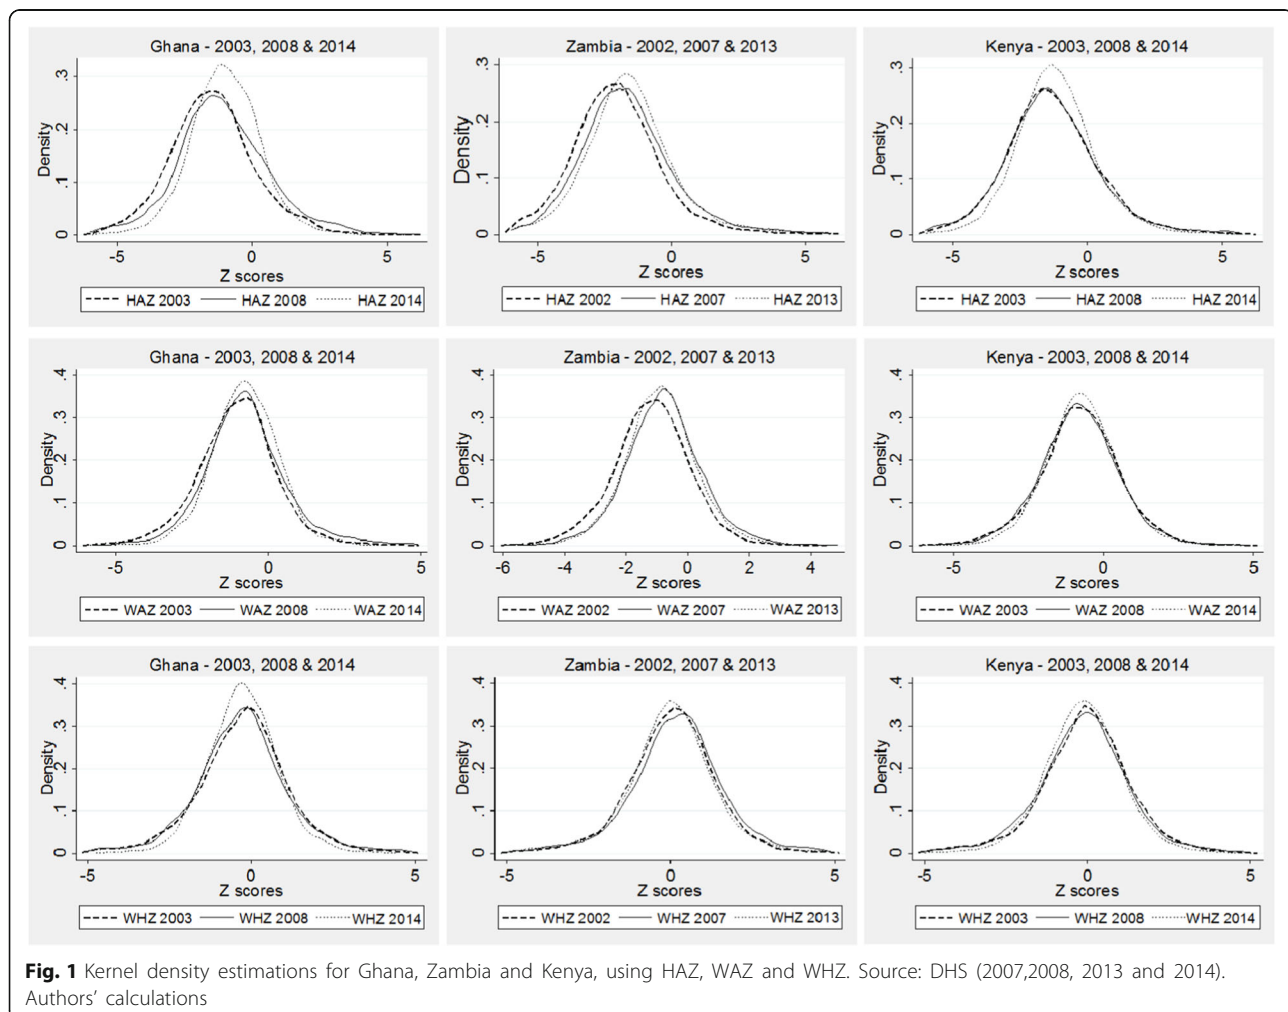 Ghana - 2003, 2008 & 2014
Density
0 .1 .2 .3
-5 0 5
Z scores
HAZ 2003 HAZ 2008 HAZ 2014
Zambia - 2002, 2007 & 2013
Density
0 .1 .2 .3
-5 0 5
Z scores
HAZ 2002 HAZ 2007 HAZ 2013
Kenya - 2003, 2008 & 2014
Density
0 .1 .2 .3
-5 0 5
Z scores
HAZ 2003 HAZ 2008 HAZ 2014
Ghana - 2003, 2008 & 2014
Density
0 .1 .2 .3 .4
-5 0 5
Z scores
WAZ 2003 WAZ 2008 WAZ 2014
Zambia - 2002, 2007 & 2013
Density
0 .1 .2 .3 .4
-6 -4 -2 0 2 4
Z scores
WAZ 2002 WAZ 2007 WAZ 2013
Kenya - 2003, 2008 & 2014
Density
0 .1 .2 .3 .4
-5 0 5
Z scores
WAZ 2003 WAZ 2008 WAZ 2014
Ghana - 2003, 2008 & 2014
Density
0 .1 .2 .3 .4
-5 0 5
Z scores
WHZ 2003 WHZ 2008 WHZ 2014
Zambia - 2002, 2007 & 2013
Density
0 .1 .2 .3 .4
-5 0 5
Z scores
WHZ 2002 WHZ 2007 WHZ 2013
Kenya - 2003, 2008 & 2014
Density
0 .1 .2 .3 .4
-5 0 5
Z scores
WHZ 2003 WHZ 2008 WHZ 2014
Fig. 1 Kernel density estimations for Ghana, Zambia and Kenya, using HAZ, WAZ and WHZ. Source: DHS (2007,2008, 2013 and 2014).
Authors' calculations